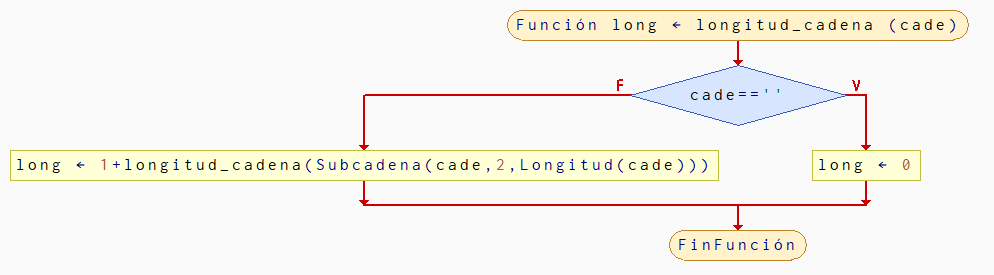 Función long ← longitud_cadena (cade)
F
V
cade==''
long ← 1+longitud_cadena(Subcadena(cade,2,Longitud(cade)))
long ← 0
FinFunción